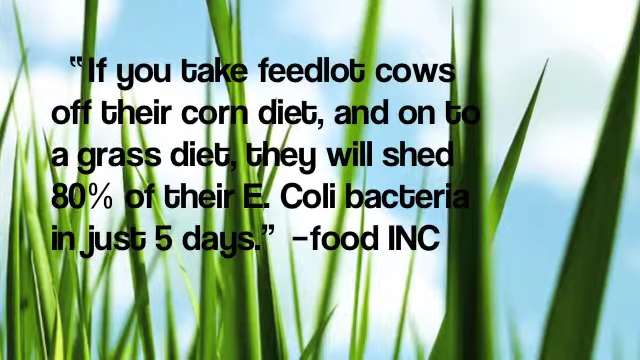 “If you take feedlot cows
off their corn diet, and on to
a grass diet, they will shed
80% of their E. Coli bacteria
in just 5 days.” -food INC